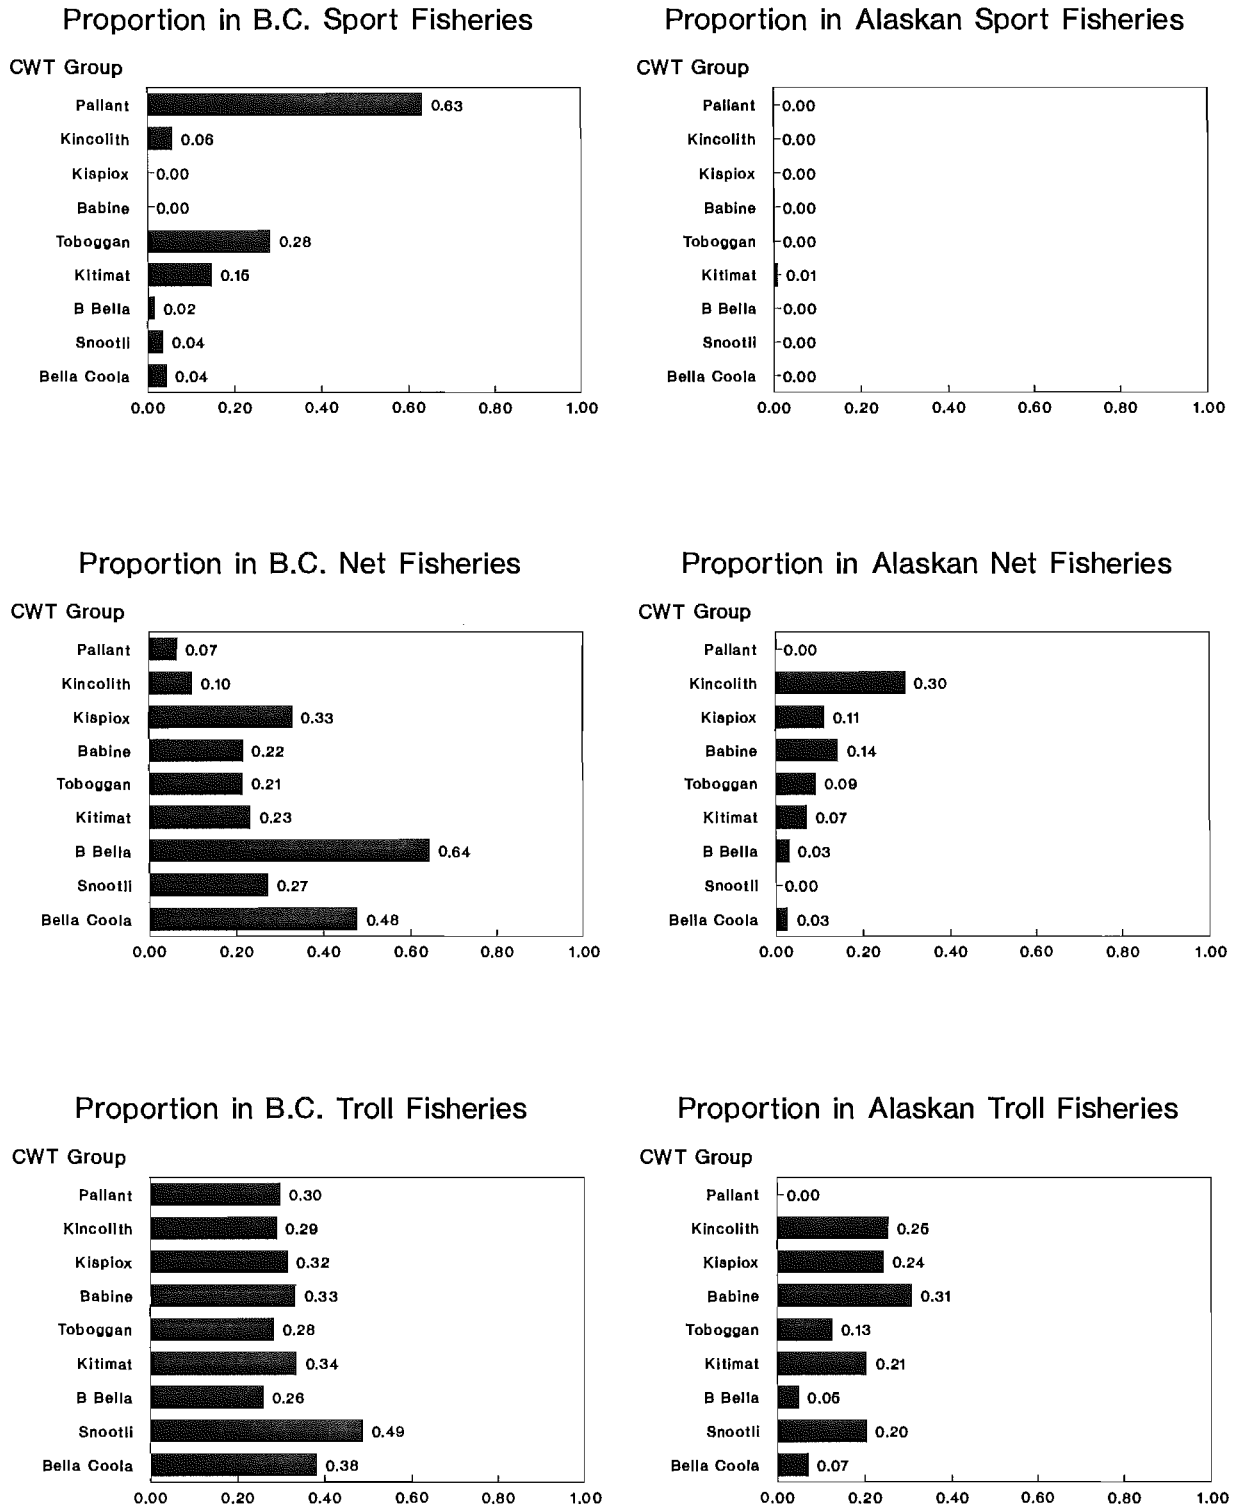 Proportion in B.C. Sport Fisheries
CWT Group
Pallant 0.63
Kincolith 0.06
Kispiox 0.00
Babine 0.00
Toboggan 0.28
Kitimat 0.15
B Bella 0.02
Snootli 0.04
Bella Coola 0.04
0.00 0.20 0.40 0.60 0.80 1.00
Proportion in Alaskan Sport Fisheries
CWT Group
Pallant 0.00
Kincolith 0.00
Kispiox 0.00
Babine 0.00
Toboggan 0.00
Kitimat 0.01
B Bella 0.00
Snootli 0.00
Bella Coola 0.00
0.00 0.20 0.40 0.60 0.80 1.00
Proportion in B.C. Net Fisheries
CWT Group
Pallant 0.07
Kincolith 0.10
Kispiox 0.33
Babine 0.22
Toboggan 0.21
Kitimat 0.23
B Bella 0.64
Snootli 0.27
Bella Coola 0.48
0.00 0.20 0.40 0.60 0.80 1.00
Proportion in Alaskan Net Fisheries
CWT Group
Pallant 0.00
Kincolith 0.30
Kispiox 0.11
Babine 0.14
Toboggan 0.09
Kitimat 0.07
B Bella 0.03
Snootli 0.00
Bella Coola 0.03
0.00 0.20 0.40 0.60 0.80 1.00
Proportion in B.C. Troll Fisheries
CWT Group
Pallant 0.30
Kincolith 0.29
Kispiox 0.32
Babine 0.33
Toboggan 0.28
Kitimat 0.34
B Bella 0.26
Snootli 0.49
Bella Coola 0.38
0.00 0.20 0.40 0.60 0.80 1.00
Proportion in Alaskan Troll Fisheries
CWT Group
Pallant 0.00
Kincolith 0.25
Kispiox 0.24
Babine 0.31
Toboggan 0.13
Kitimat 0.21
B Bella 0.05
Snootli 0.20
Bella Coola 0.07
0.00 0.20 0.40 0.60 0.80 1.00